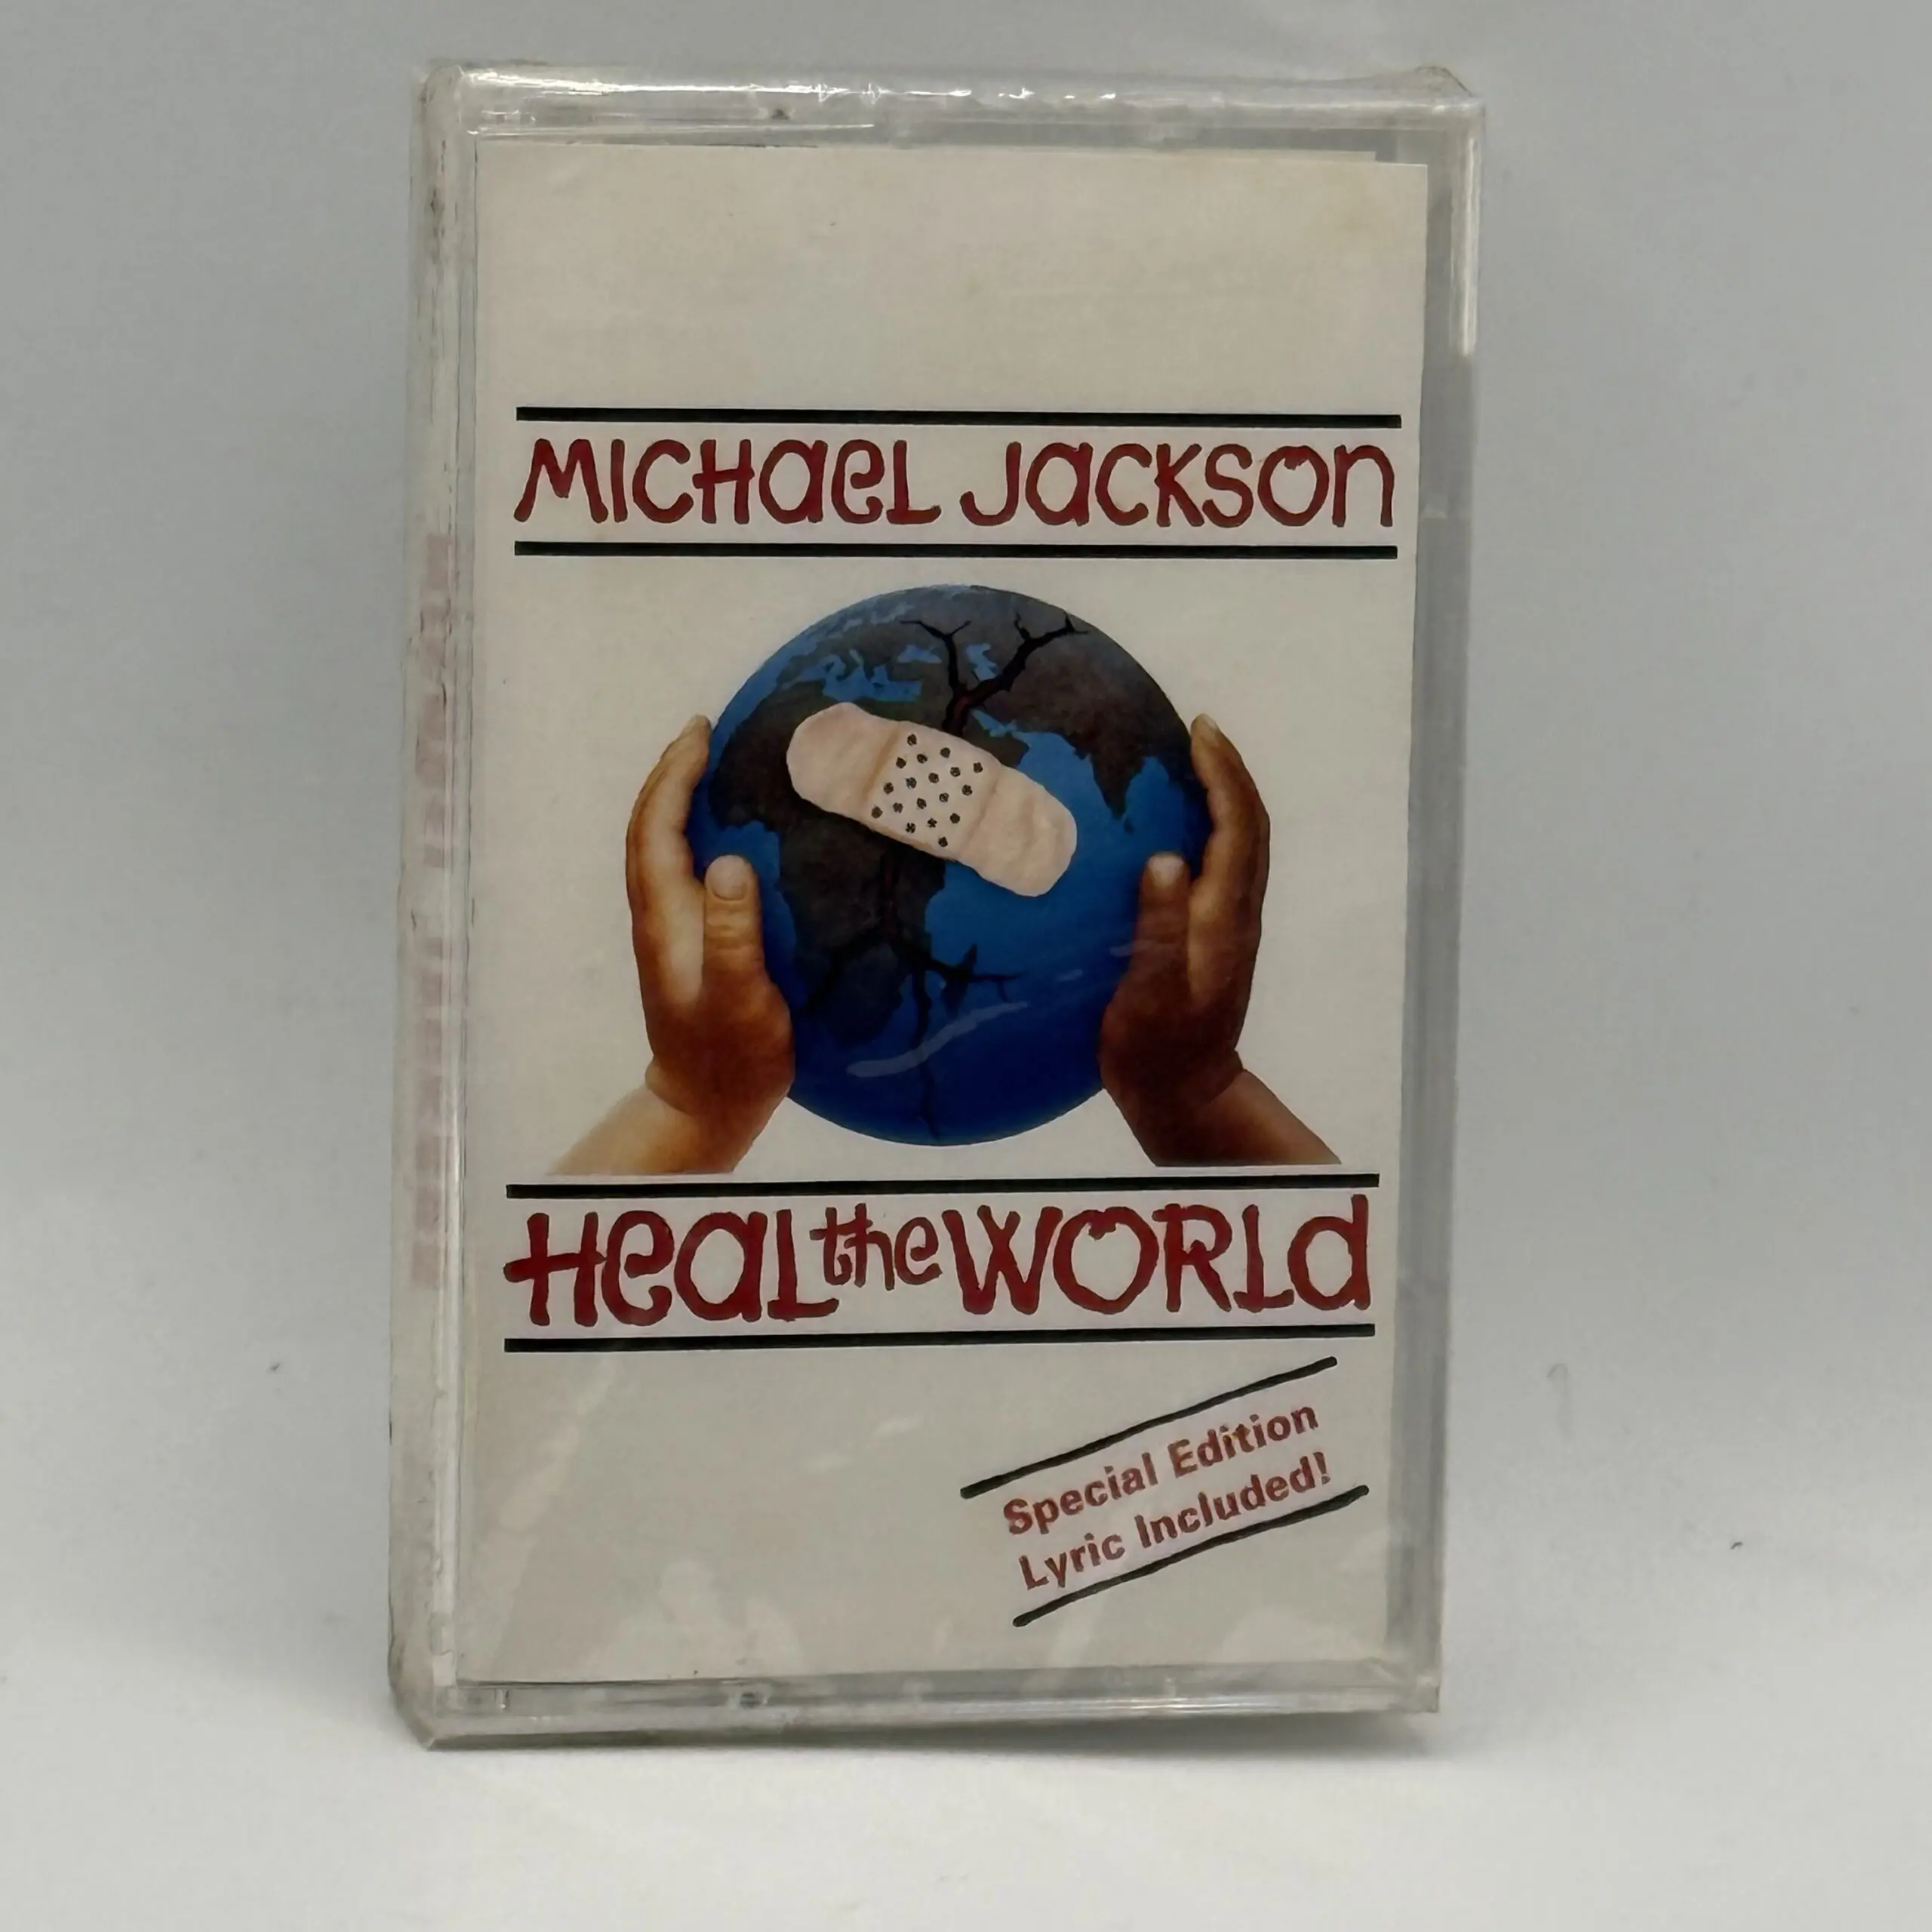 MICHAEL JACKSON
HEAL the WORLD
Special Edition
Lyric Included!